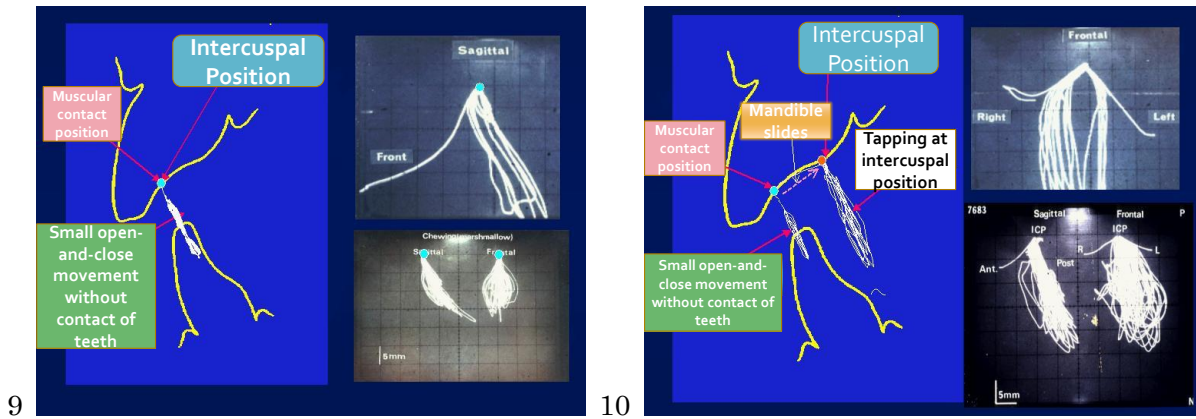 Intercuspal
Position
Muscular
contact
position
Small open-
and-close
movement
without
contact of
teeth
Sagittal
Front
Chewing(marshmallow)
Sagittal
Frontal
5mm
9
Intercuspal
Position
Mandible
slides
Muscular
contact
position
Tapping at
intercuspal
position
Small open-and-
close movement
without contact of
teeth
Frontal
Right
Left
7683
Sagittal
Frontal
P
ICP
ICP
R
L
Ant.
Post
5mm
N
10